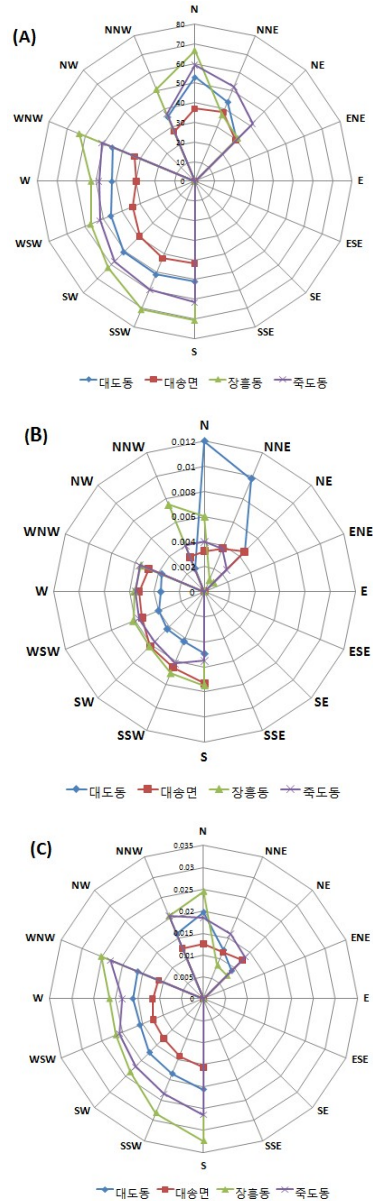 (A)
N
NNE
NE
ENE
E
ESE
SE
SSE
S
SSW
SW
WSW
W
WNW
NW
NNW
80
70
60
50
40
30
20
10
0
대도동 대송면 장흥동 죽도동
(B)
N
NNE
NE
ENE
E
ESE
SE
SSE
S
SSW
SW
WSW
W
WNW
NW
NNW
0.012
0.01
0.008
0.006
0.004
0.002
0
대도동 대송면 장흥동 죽도동
(C)
N
NNE
NE
ENE
E
ESE
SE
SSE
S
SSW
SW
WSW
W
WNW
NW
NNW
0.035
0.03
0.025
0.02
0.015
0.01
0.005
0
대도동 대송면 장흥동 죽도동